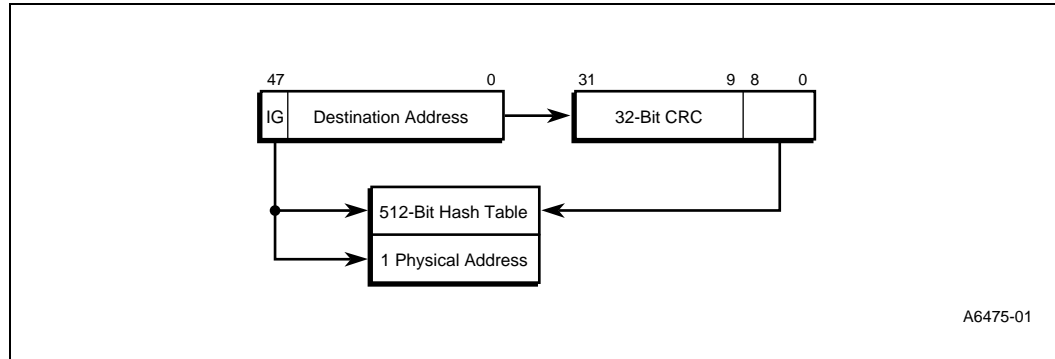 47 0 31 9 8 0
IG Destination Address 32-Bit CRC
512-Bit Hash Table
1 Physical Address
A6475-01